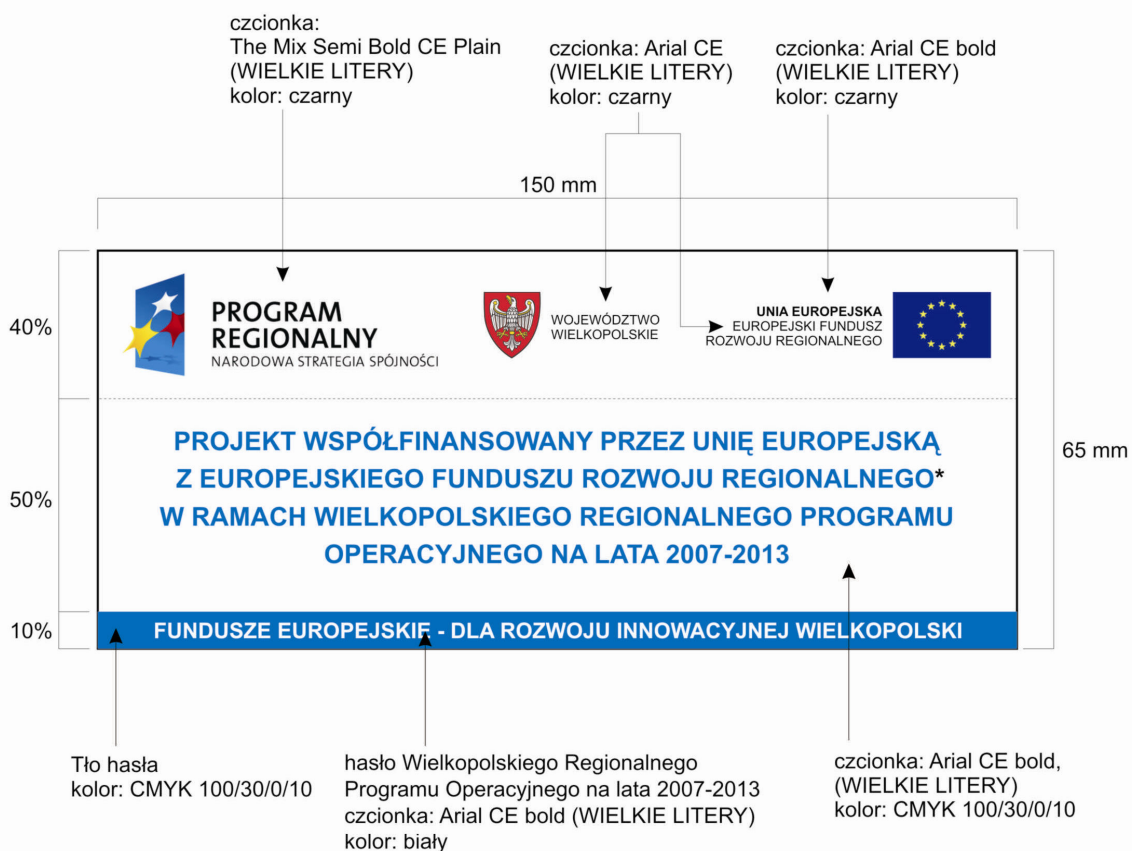 czcionka:
The Mix Semi Bold CE Plain
(WIELKIE LITERY)
kolor: czarny
czcionka: Arial CE
(WIELKIE LITERY)
kolor: czarny
czcionka: Arial CE bold
(WIELKIE LITERY)
kolor: czarny
150 mm
40%
PROGRAM
REGIONALNY
NARODOWA STRATEGIA SPÓJNOŚCI
WOJEWÓDZTWO
WIELKOPOLSKIE
UNIA EUROPEJSKA
EUROPEJSKI FUNDUSZ
ROZWOJU REGIONALNEGO
65 mm
50%
PROJEKT WSPÓŁFINANSOWANY PRZEZ UNIĘ EUROPEJSKĄ
Z EUROPEJSKIEGO FUNDUSZU ROZWOJU REGIONALNEGO*
W RAMACH WIELKOPOLSKIEGO REGIONALNEGO PROGRAMU
OPERACYJNEGO NA LATA 2007-2013
10%
FUNDUSZE EUROPEJSKIE - DLA ROZWOJU INNOWACYJNEJ WIELKOPOLSKI
Tło hasła
kolor: CMYK 100/30/0/10
hasło Wielkopolskiego Regionalnego
Programu Operacyjnego na lata 2007-2013
czcionka: Arial CE bold (WIELKIE LITERY)
kolor: biały
czcionka: Arial CE bold,
(WIELKIE LITERY)
kolor: CMYK 100/30/0/10